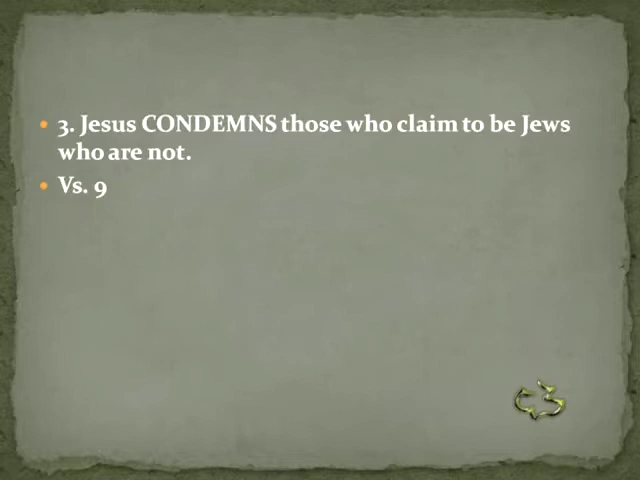 • 3. Jesus CONDEMNS those who claim to be Jews
who are not.
• Vs. 9